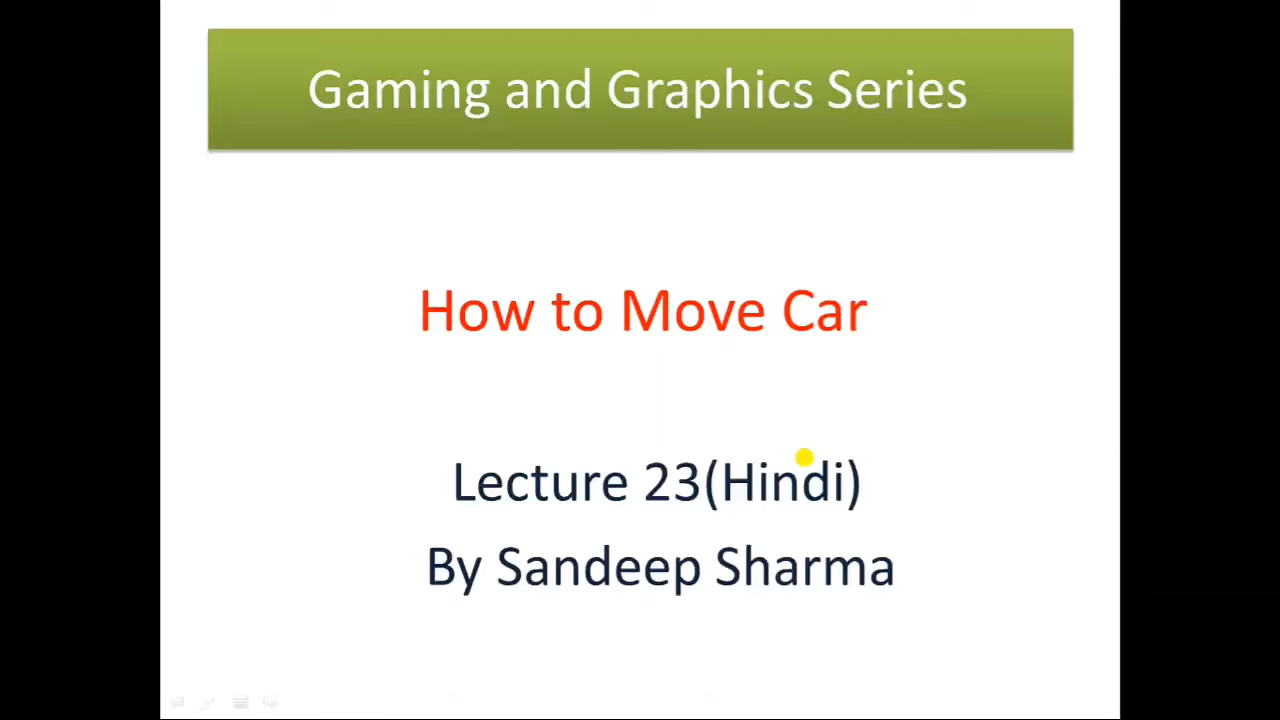 Gaming and Graphics Series
How to Move Car
Lecture 23(Hindi)
By Sandeep Sharma